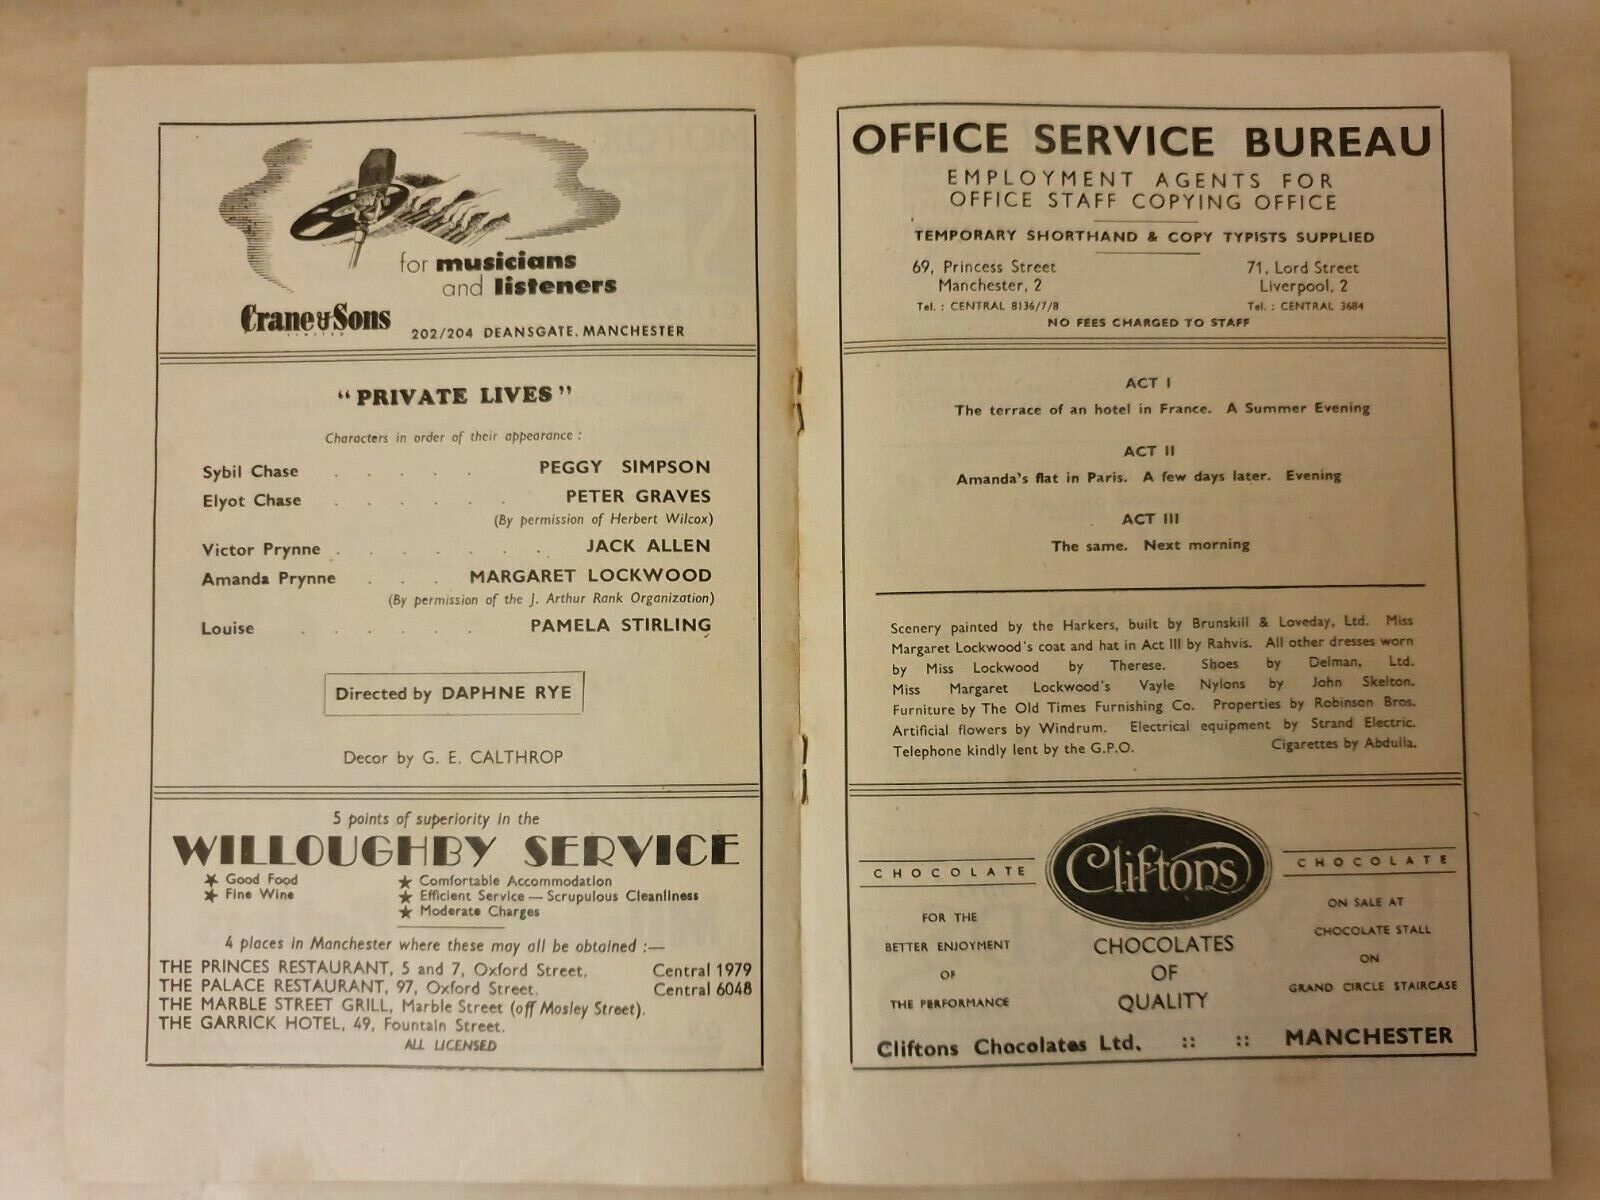 for musicians
and listeners
Crane & Sons
LIMITED
202/204 DEANSGATE, MANCHESTER
"PRIVATE LIVES"
Characters in order of their appearance :
Sybil Chase . . . . . PEGGY SIMPSON
Elyot Chase . . . . . PETER GRAVES
(By permission of Herbert Wilcox)
Victor Prynne . . . . . . . JACK ALLEN
Amanda Prynne . . . MARGARET LOCKWOOD
(By permission of the J. Arthur Rank Organization)
Louise . . . . . . PAMELA STIRLING
Directed by DAPHNE RYE
Decor by G. E. CALTHROP
5 points of superiority in the
WILLOUGHBY SERVICE
★ Good Food
★ Fine Wine
★ Comfortable Accommodation
★ Efficient Service — Scrupulous Cleanliness
★ Moderate Charges
4 places in Manchester where these may all be obtained :—
THE PRINCES RESTAURANT, 5 and 7, Oxford Street. Central 1979
THE PALACE RESTAURANT, 97, Oxford Street. Central 6048
THE MARBLE STREET GRILL, Marble Street (off Mosley Street).
THE GARRICK HOTEL, 49, Fountain Street.
ALL LICENSED
OFFICE SERVICE BUREAU
EMPLOYMENT AGENTS FOR
OFFICE STAFF COPYING OFFICE
TEMPORARY SHORTHAND & COPY TYPISTS SUPPLIED
69, Princess Street
Manchester, 2
Tel. : CENTRAL 8136/7/8
71, Lord Street
Liverpool, 2
Tel. : CENTRAL 3684
NO FEES CHARGED TO STAFF
ACT I
The terrace of an hotel in France. A Summer Evening
ACT II
Amanda's flat in Paris. A few days later. Evening
ACT III
The same. Next morning
Scenery painted by the Harkers, built by Brunskill & Loveday, Ltd. Miss
Margaret Lockwood's coat and hat in Act III by Rahvis. All other dresses worn
by Miss Lockwood by Therese. Shoes by Delman, Ltd.
Miss Margaret Lockwood's Vayle Nylons by John Skelton.
Furniture by The Old Times Furnishing Co. Properties by Robinson Bros.
Artificial flowers by Windrum. Electrical equipment by Strand Electric.
Telephone kindly lent by the G.P.O. Cigarettes by Abdulla.
CHOCOLATE
FOR THE
BETTER ENJOYMENT
OF
THE PERFORMANCE
Cliftons
CHOCOLATES
OF
QUALITY
CHOCOLATE
ON SALE AT
CHOCOLATE STALL
ON
GRAND CIRCLE STAIRCASE
Cliftons Chocolates Ltd. :: :: MANCHESTER